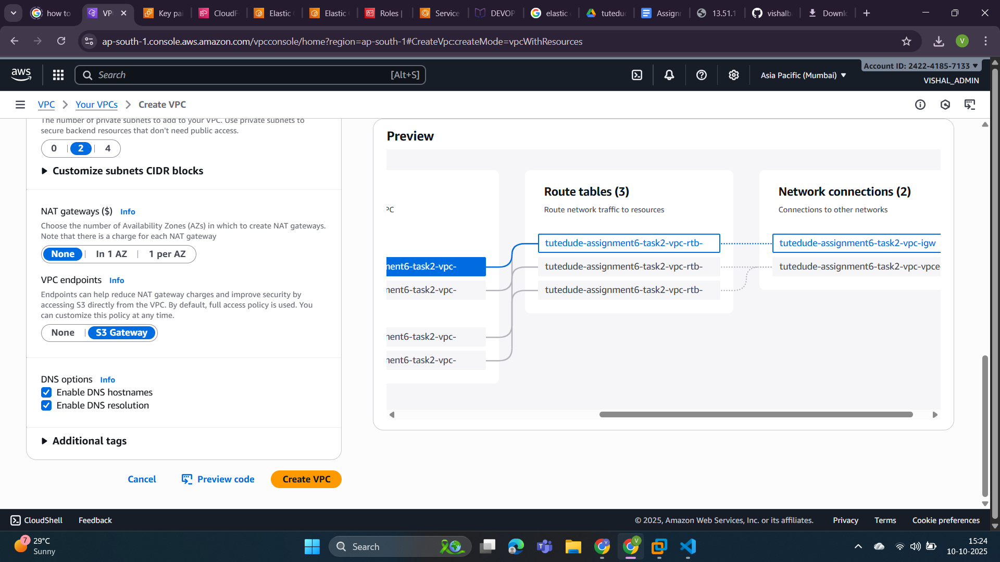 how to
VP
Key pai
CloudF
Elastic
Elastic
Roles |
Service
DEVOP
elastic
tutedu
Assignr
13.51.1
vishalb
Downl
ap-south-1.console.aws.amazon.com/vpcconsole/home?region=ap-south-1#CreateVpc:createMode=vpcWithResources
V
aws
Search
[Alt+S]
Asia Pacific (Mumbai)
Account ID: 2422-4185-7133
VISHAL_ADMIN
VPC
Your VPCs
Create VPC
The number of private subnets to add to your VPC. Use private subnets to
secure backend resources that don't need public access.
0 2 4
Customize subnets CIDR blocks
NAT gateways ($) Info
Choose the number of Availability Zones (AZs) in which to create NAT gateways.
Note that there is a charge for each NAT gateway
None In 1 AZ 1 per AZ
VPC endpoints Info
Endpoints can help reduce NAT gateway charges and improve security by
accessing S3 directly from the VPC. By default, full access policy is used. You
can customize this policy at any time.
None S3 Gateway
DNS options Info
Enable DNS hostnames
Enable DNS resolution
Additional tags
Cancel
Preview code
Create VPC
Preview
PC
ment6-task2-vpc-
ment6-task2-vpc-
ment6-task2-vpc-
ment6-task2-vpc-
Route tables (3)
Route network traffic to resources
tutedude-assignment6-task2-vpc-rtb-
tutedude-assignment6-task2-vpc-rtb-
tutedude-assignment6-task2-vpc-rtb-
Network connections (2)
Connections to other networks
tutedude-assignment6-task2-vpc-igw
tutedude-assignment6-task2-vpc-vpce-
CloudShell
Feedback
© 2025, Amazon Web Services, Inc. or its affiliates.
Privacy
Terms
Cookie preferences
7
29°C
Sunny
Search
V
V
15:24
10-10-2025